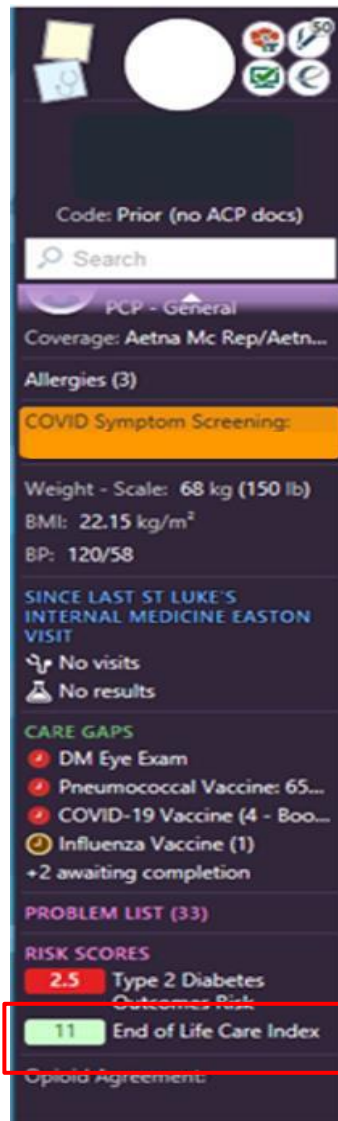 50
Code: Prior (no ACP docs)
Search
PCP - General
Coverage: Aetna Mc Rep/Aetn...
Allergies (3)
COVID Symptom Screening:
Weight - Scale: 68 kg (150 lb)
BMI: 22.15 kg/m²
BP: 120/58
SINCE LAST ST LUKE'S
INTERNAL MEDICINE EASTON
VISIT
No visits
No results
CARE GAPS
DM Eye Exam
Pneumococcal Vaccine: 65...
COVID-19 Vaccine (4 - Boo...
Influenza Vaccine (1)
+2 awaiting completion
PROBLEM LIST (33)
RISK SCORES
2.5 Type 2 Diabetes
Outcomes Risk
11 End of Life Care Index
Opioid Agreement: